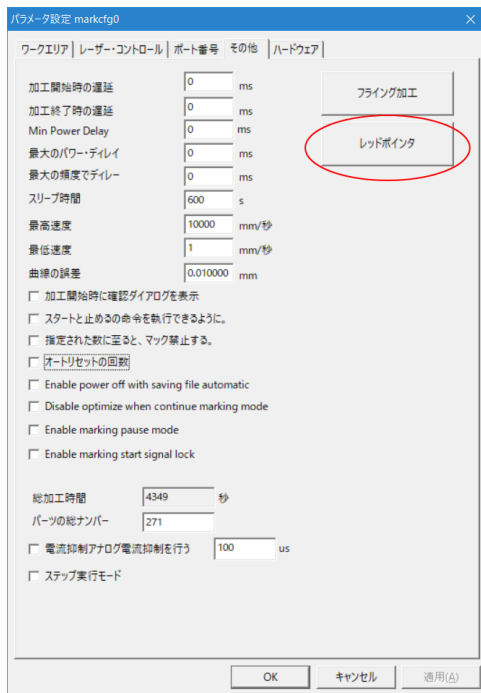 パラメータ設定 markcfg0
ワークエリア レーザー・コントロール ポート番号 その他 ハードウェア
加工開始時の遅延 0 ms
フライング加工
加工終了時の遅延 0 ms
Min Power Delay 0 ms
レッドポインタ
最大のパワー・ディレイ 0 ms
最大の頻度でディレー 0 ms
スリープ時間 600 s
最高速度 10000 mm/秒
最低速度 1 mm/秒
曲線の誤差 0.010000 mm
加工開始時に確認ダイアログを表示
スタートと止めるの命令を執行できるように。
指定された数に至ると、マック禁止する。
オートリセットの回数
Enable power off with saving file automatic
Disable optimize when continue marking mode
Enable marking pause mode
Enable marking start signal lock
総加工時間 4349 秒
パーツの総ナンバー 271
電流抑制アナログ電流抑制を行う 100 us
ステップ実行モード
OK キャンセル 適用(A)